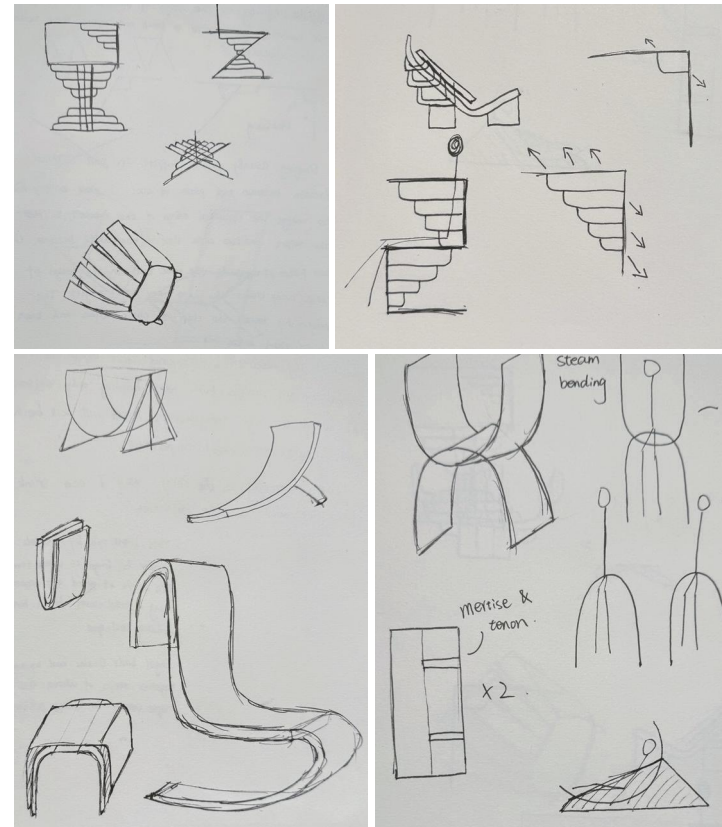 steam
bending
mertise &
tenon.
x2.